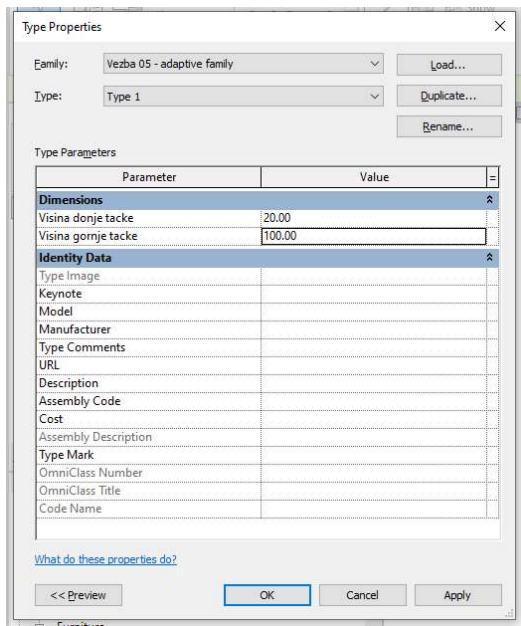 Type Properties
Family: Vezba 05 - adaptive family Load...
Type: Type 1 Duplicate...
Rename...
Type Parameters
Parameter Value =
Dimensions
Visina donje tacke 20.00
Visina gornje tacke 100.00
Identity Data
Type Image
Keynote
Model
Manufacturer
Type Comments
URL
Description
Assembly Code
Cost
Assembly Description
Type Mark
OmniClass Number
OmniClass Title
Code Name
What do these properties do?
<< Preview OK Cancel Apply